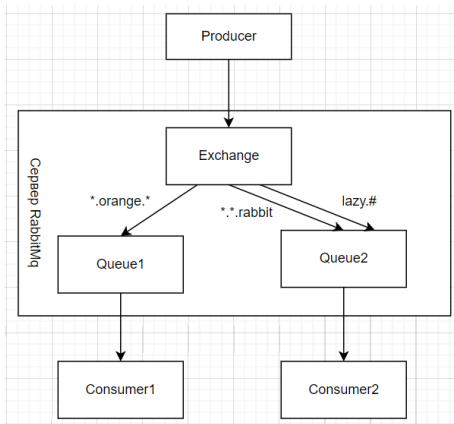 Producer
Сервер RabbitMq
Exchange
*.orange.*
*.*.rabbit
lazy.#
Queue1
Queue2
Consumer1
Consumer2